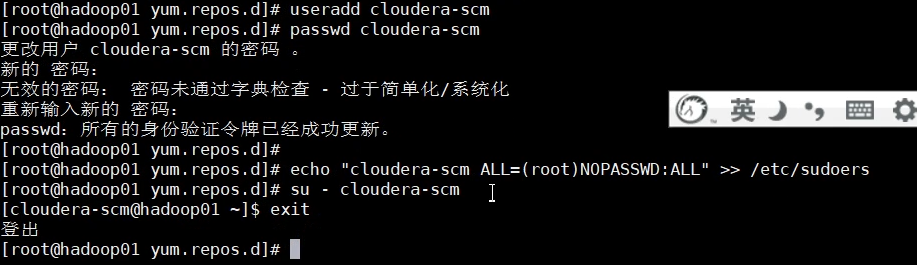 [root@hadoop01 yum.repos.d]# useradd cloudera-scm
[root@hadoop01 yum.repos.d]# passwd cloudera-scm
更改用户 cloudera-scm 的密码 。
新的 密码：
无效的密码： 密码未通过字典检查 - 过于简单化/系统化
重新输入新的 密码：
passwd：所有的身份验证令牌已经成功更新。
[root@hadoop01 yum.repos.d]#
[root@hadoop01 yum.repos.d]# echo "cloudera-scm ALL=(root)NOPASSWD:ALL" >> /etc/sudoers
[root@hadoop01 yum.repos.d]# su - cloudera-scm
[cloudera-scm@hadoop01 ~]$ exit
登出
[root@hadoop01 yum.repos.d]#
英